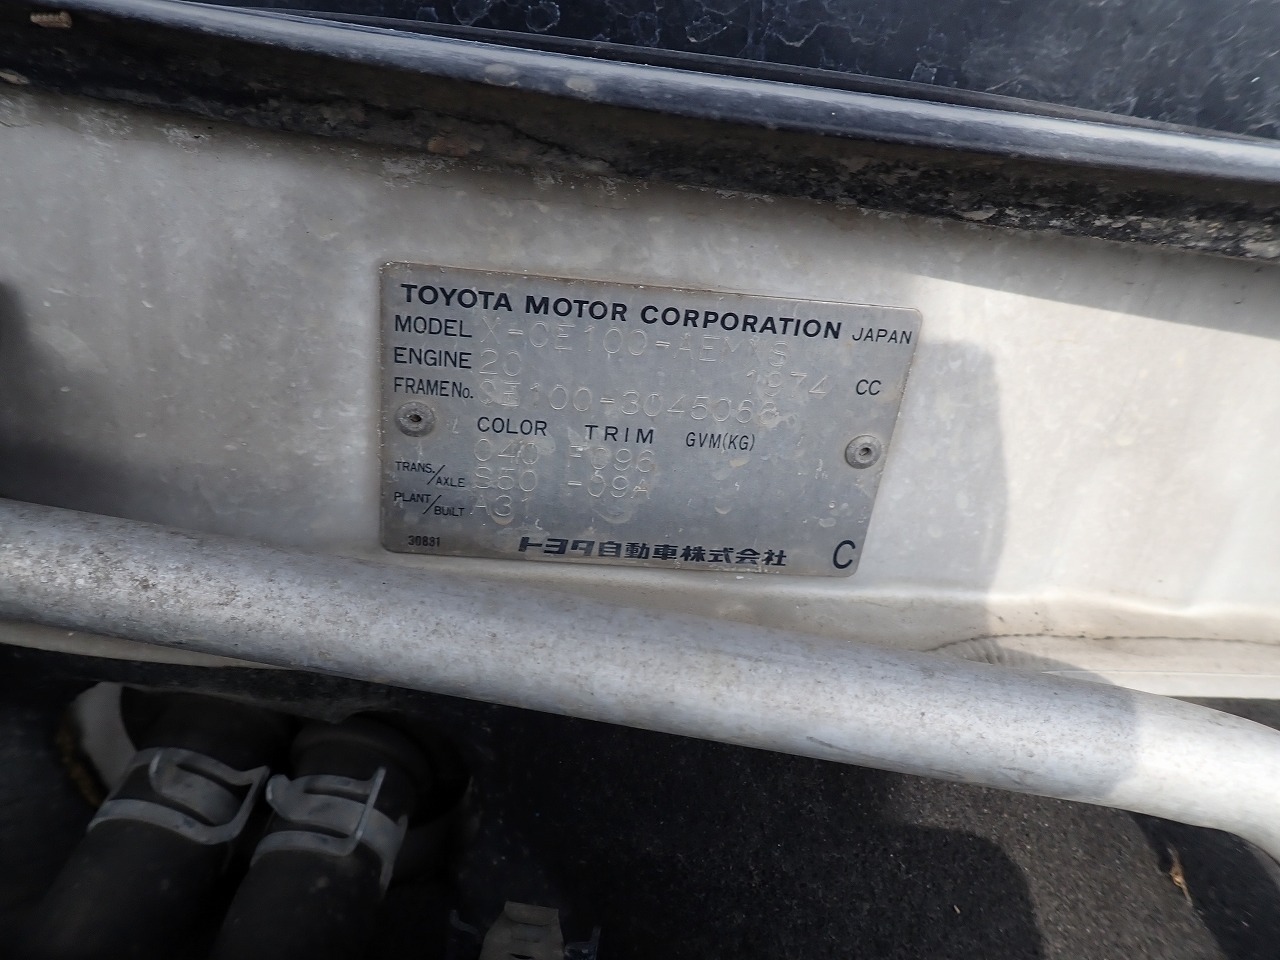 TOYOTA MOTOR CORPORATION JAPAN
MODEL X-CE100-AEMXS
ENGINE 2C 1974 CC
FRAME No. CE100-3045066
COLOR TRIM GVM(KG)
040 F096
TRANS./AXLE S50 -09A
PLANT/BUILT A31
30831
トヨタ自動車株式会社 C